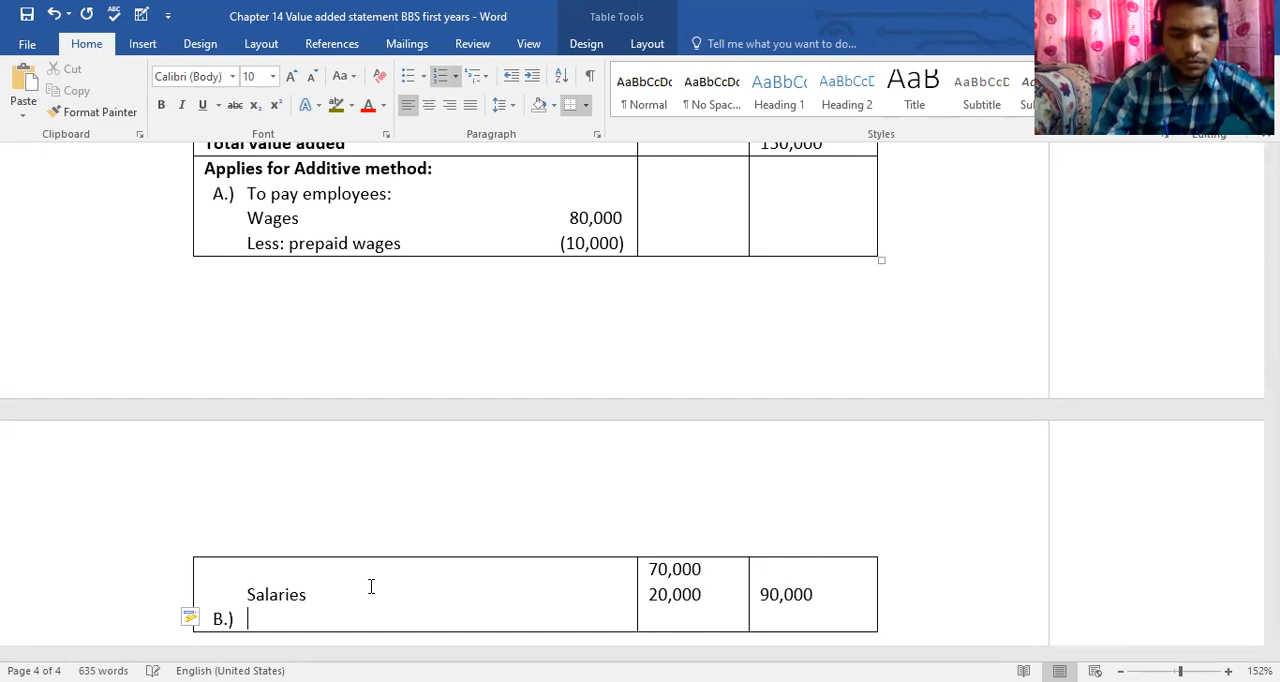 Chapter 14 Value added statement BBS first years - Word
Table Tools
File Home Insert Design Layout References Mailings Review View Design Layout Tell me what you want to do...
Paste
Cut
Copy
Format Painter
Clipboard
Calibri (Body) 10
Font
Paragraph
AaBbCcDc AaBbCcDc AaBbCc AaBbCcD AaB AaBbCcD
¶ Normal ¶ No Spac... Heading 1 Heading 2 Title Subtitle
Styles
Editing
Total value added 150,000
Applies for Additive method:
A.) To pay employees:
Wages 80,000
Less: prepaid wages (10,000)
70,000
Salaries 20,000 90,000
B.)
Page 4 of 4 635 words English (United States) 152%